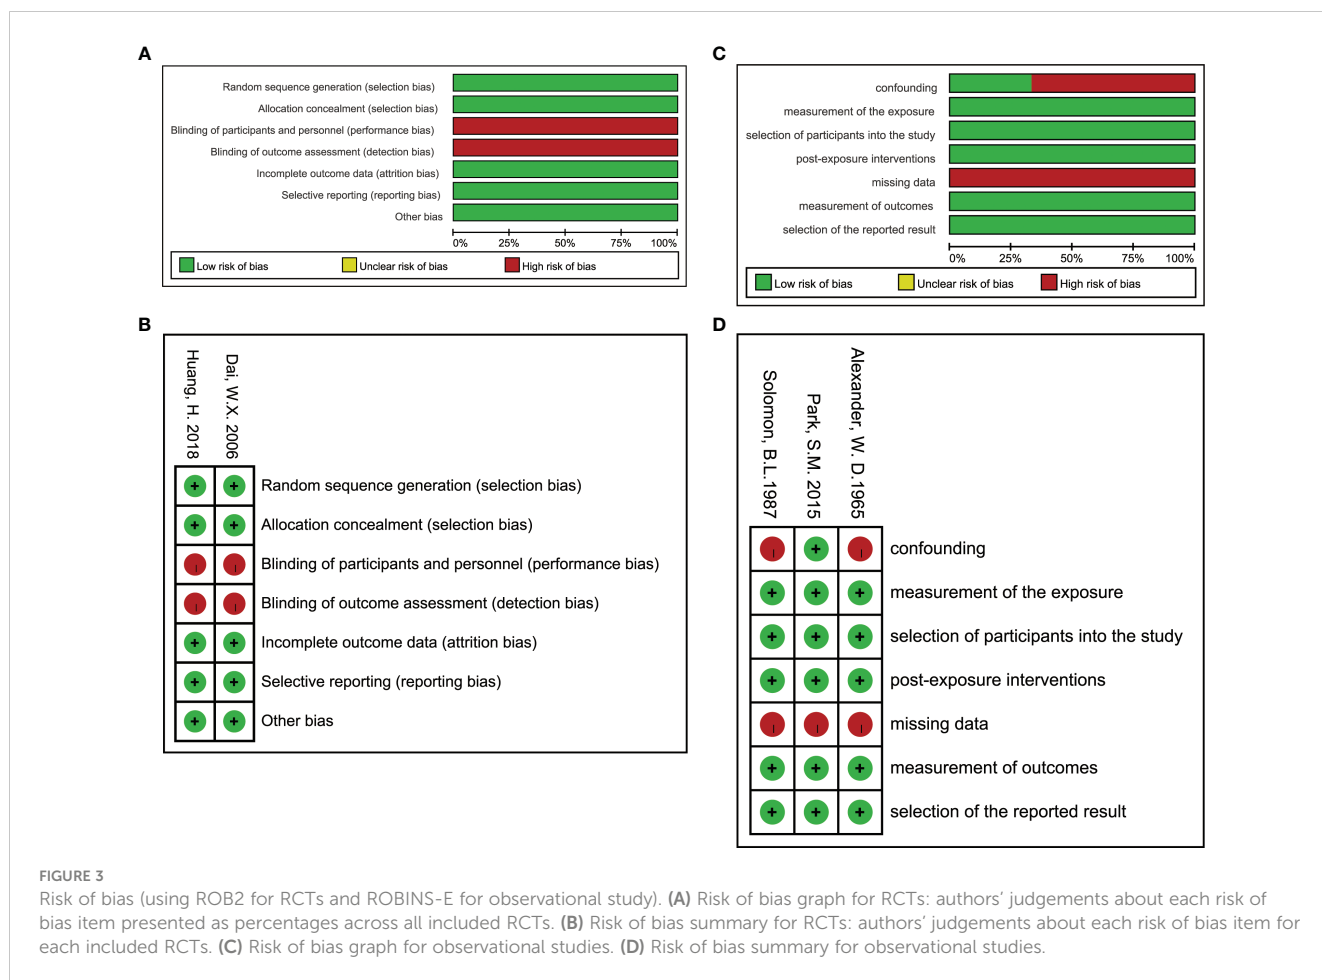 A
Random sequence generation (selection bias)
Allocation concealment (selection bias)
Blinding of participants and personnel (performance bias)
Blinding of outcome assessment (detection bias)
Incomplete outcome data (attrition bias)
Selective reporting (reporting bias)
Other bias
0% 25% 50% 75% 100%
Low risk of bias Unclear risk of bias High risk of bias
C
confounding
measurement of the exposure
selection of participants into the study
post-exposure interventions
missing data
measurement of outcomes
selection of the reported result
0% 25% 50% 75% 100%
Low risk of bias Unclear risk of bias High risk of bias
B
Huang, H. 2018
Dai, W.X. 2006
Random sequence generation (selection bias)
Allocation concealment (selection bias)
Blinding of participants and personnel (performance bias)
Blinding of outcome assessment (detection bias)
Incomplete outcome data (attrition bias)
Selective reporting (reporting bias)
Other bias
D
Solomon, B.L.1987
Park, S.M. 2015
Alexander, W. D.1965
confounding
measurement of the exposure
selection of participants into the study
post-exposure interventions
missing data
measurement of outcomes
selection of the reported result
FIGURE 3
Risk of bias (using ROB2 for RCTs and ROBINS-E for observational study). (A) Risk of bias graph for RCTs: authors’ judgements about each risk of
bias item presented as percentages across all included RCTs. (B) Risk of bias summary for RCTs: authors’ judgements about each risk of bias item for
each included RCTs. (C) Risk of bias graph for observational studies. (D) Risk of bias summary for observational studies.